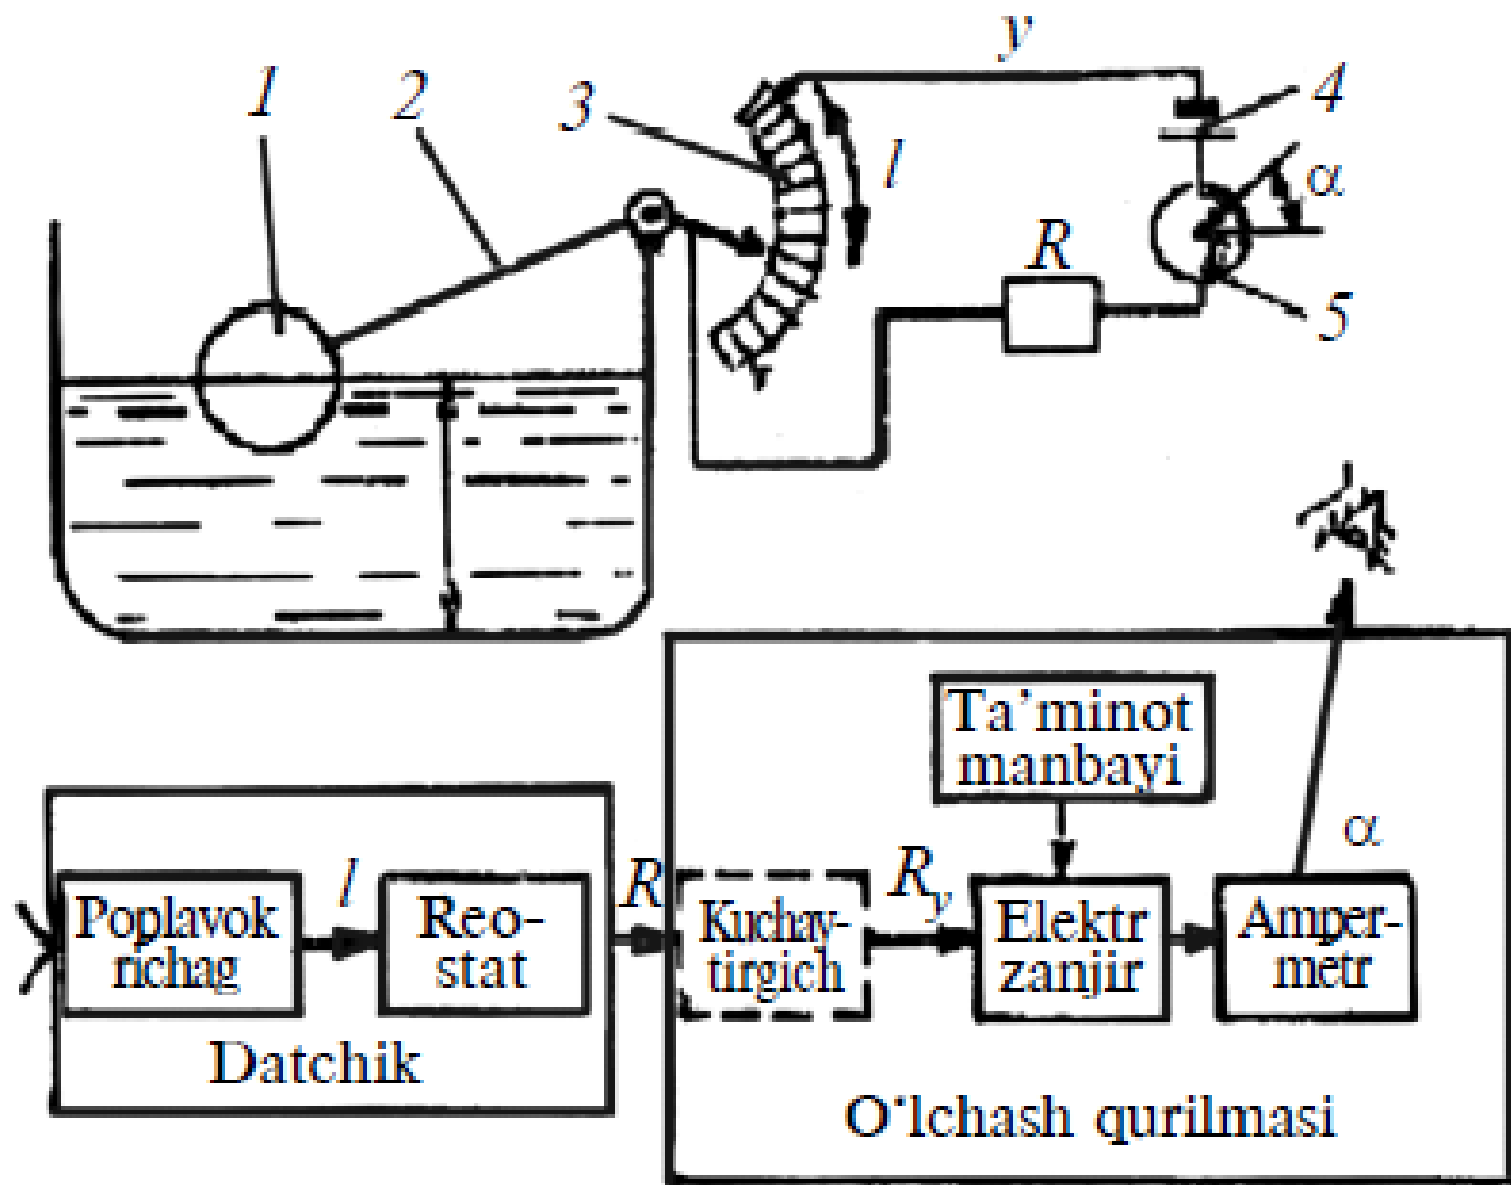 y
1
2
3
4
l
α
R
5
Ta’minot
manbayi
α
l
R
R_y
Poplavok
richag
Reo-
stat
Kuchay-
tirgich
Elektr
zanjir
Amper-
metr
Datchik
O‘lchash qurilmasi